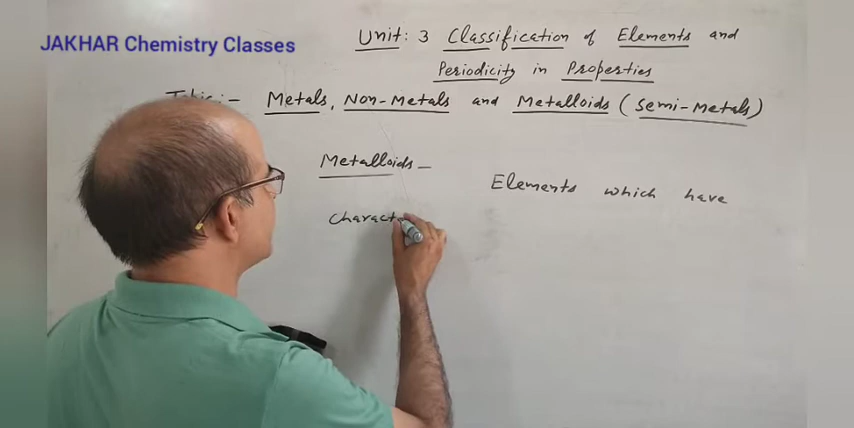 JAKHAR Chemistry Classes
Unit: 3 Classification of Elements and
Periodicity in Properties
:- Metals, Non-Metals and Metalloids (Semi-Metals)
Metalloids -
Elements which have
Charact